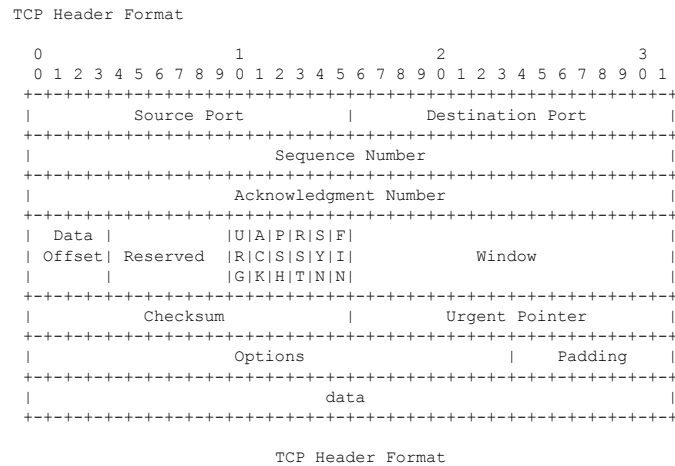 TCP Header Format
0                   1                   2                   3
0 1 2 3 4 5 6 7 8 9 0 1 2 3 4 5 6 7 8 9 0 1 2 3 4 5 6 7 8 9 0 1
+-+-+-+-+-+-+-+-+-+-+-+-+-+-+-+-+-+-+-+-+-+-+-+-+-+-+-+-+-+-+-+-+
|          Source Port          |       Destination Port        |
+-+-+-+-+-+-+-+-+-+-+-+-+-+-+-+-+-+-+-+-+-+-+-+-+-+-+-+-+-+-+-+-+
|                        Sequence Number                        |
+-+-+-+-+-+-+-+-+-+-+-+-+-+-+-+-+-+-+-+-+-+-+-+-+-+-+-+-+-+-+-+-+
|                    Acknowledgment Number                      |
+-+-+-+-+-+-+-+-+-+-+-+-+-+-+-+-+-+-+-+-+-+-+-+-+-+-+-+-+-+-+-+-+
|  Data |           |U|A|P|R|S|F|                               |
| Offset| Reserved  |R|C|S|S|Y|I|            Window             |
|       |           |G|K|H|T|N|N|                               |
+-+-+-+-+-+-+-+-+-+-+-+-+-+-+-+-+-+-+-+-+-+-+-+-+-+-+-+-+-+-+-+-+
|           Checksum            |         Urgent Pointer        |
+-+-+-+-+-+-+-+-+-+-+-+-+-+-+-+-+-+-+-+-+-+-+-+-+-+-+-+-+-+-+-+-+
|                    Options                    |    Padding    |
+-+-+-+-+-+-+-+-+-+-+-+-+-+-+-+-+-+-+-+-+-+-+-+-+-+-+-+-+-+-+-+-+
|                             data                              |
+-+-+-+-+-+-+-+-+-+-+-+-+-+-+-+-+-+-+-+-+-+-+-+-+-+-+-+-+-+-+-+-+
TCP Header Format